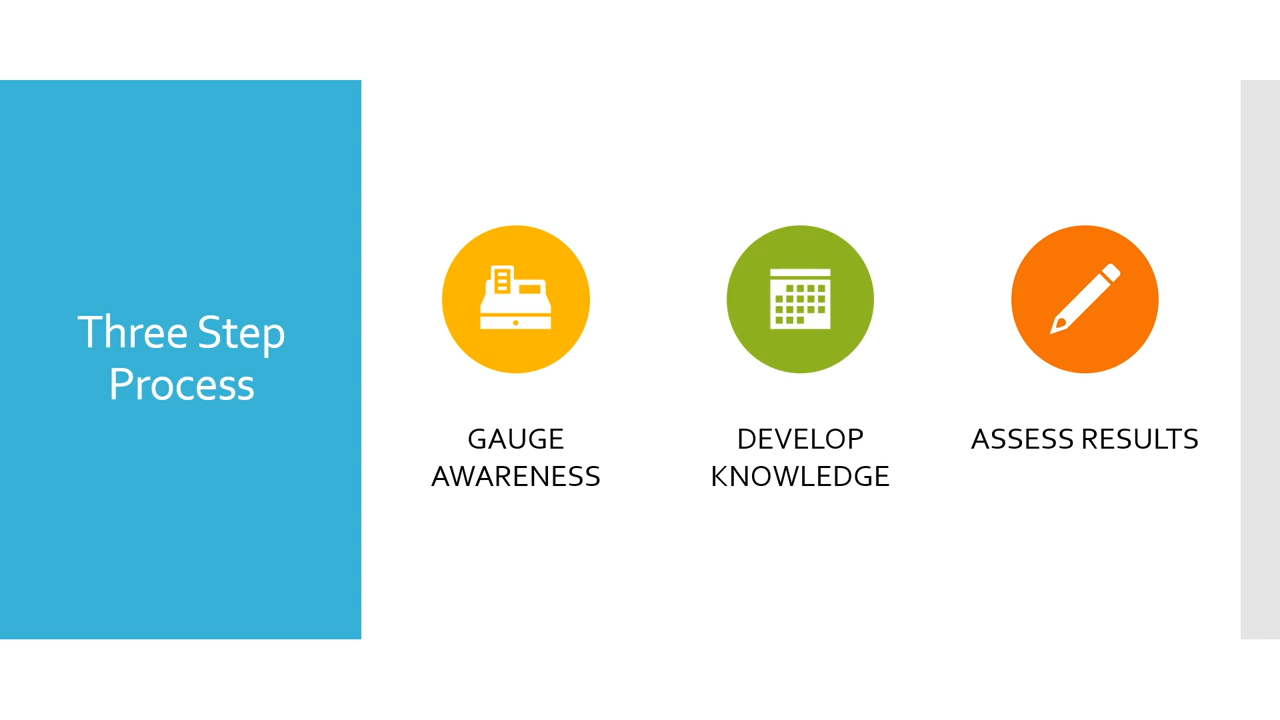 Three Step
Process
GAUGE
AWARENESS
DEVELOP
KNOWLEDGE
ASSESS RESULTS